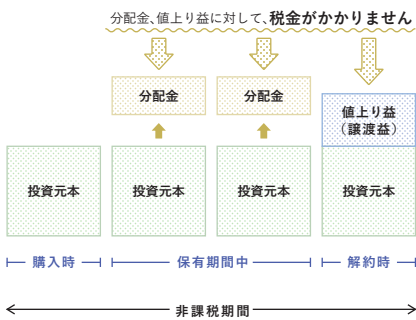 分配金、値上り益に対して、税金がかかりません
分配金
分配金
値上り益
（譲渡益）
投資元本
投資元本
投資元本
投資元本
購入時
保有期間中
解約時
非課税期間